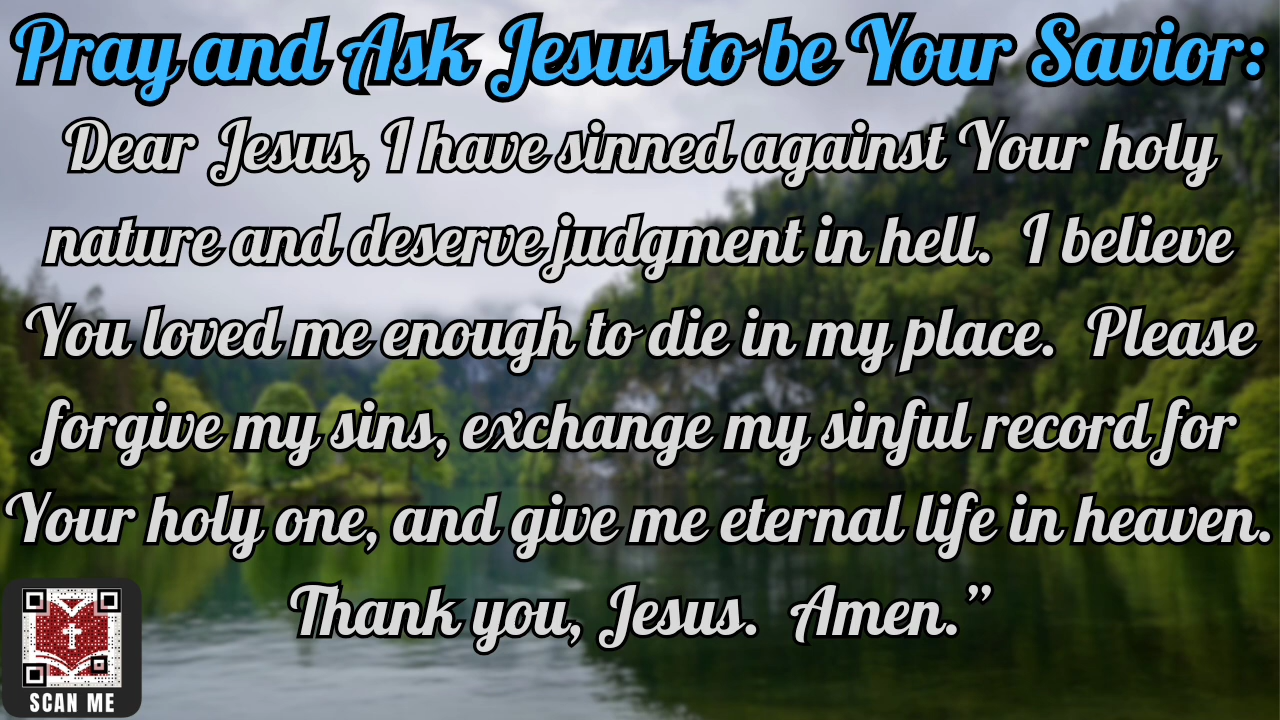 Pray and Ask Jesus to be Your Savior:
Dear Jesus, I have sinned against Your holy
nature and deserve judgment in hell.  I believe
You loved me enough to die in my place.  Please
forgive my sins, exchange my sinful record for
Your holy one, and give me eternal life in heaven.
Thank you, Jesus.  Amen.”
SCAN ME